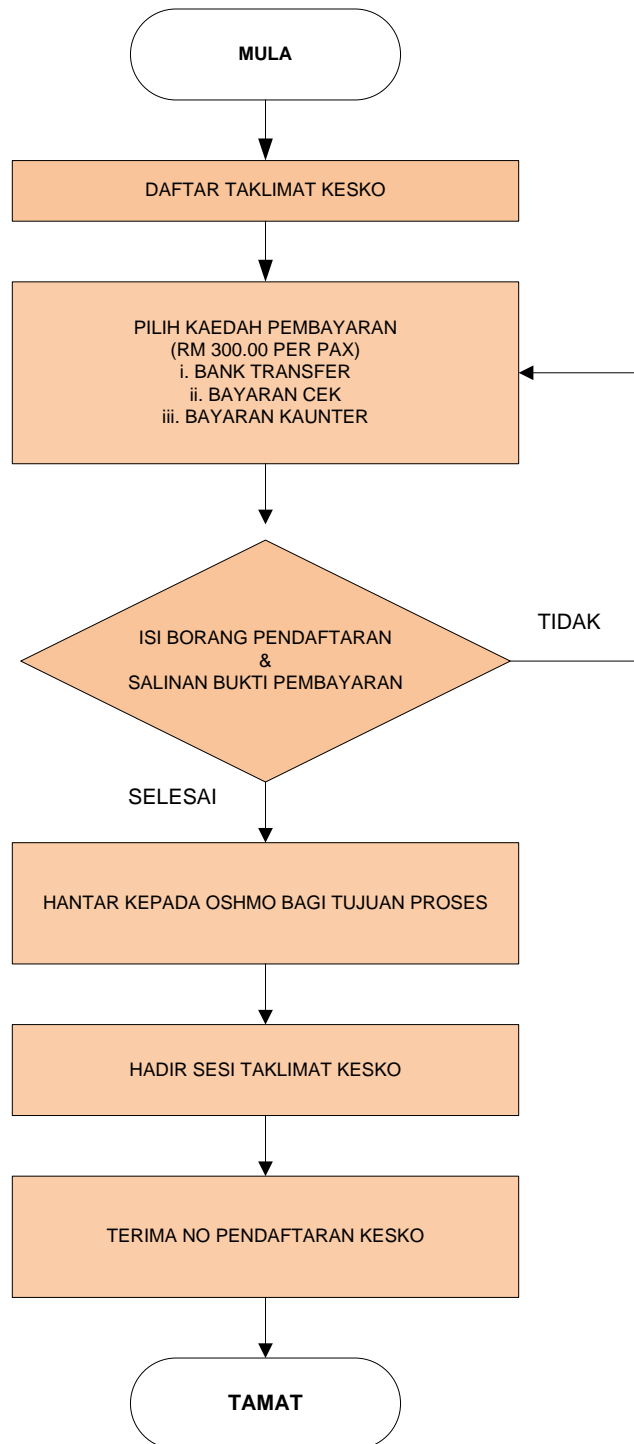 MULA
DAFTAR TAKLIMAT KESKO
PILIH KAEDAH PEMBAYARAN
(RM 300.00 PER PAX)
i. BANK TRANSFER
ii. BAYARAN CEK
iii. BAYARAN KAUNTER
ISI BORANG PENDAFTARAN
&
SALINAN BUKTI PEMBAYARAN
TIDAK
SELESAI
HANTAR KEPADA OSHMO BAGI TUJUAN PROSES
HADIR SESI TAKLIMAT KESKO
TERIMA NO PENDAFTARAN KESKO
TAMAT